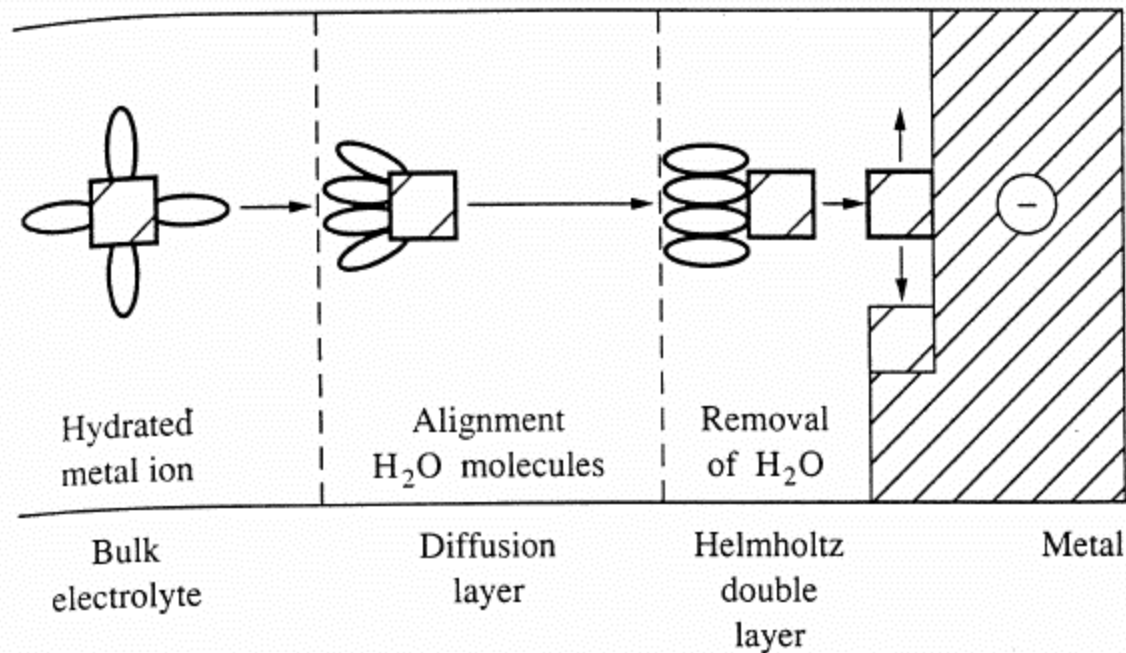 Hydrated
metal ion
Alignment
H₂O molecules
Removal
of H₂O
−
Bulk
electrolyte
Diffusion
layer
Helmholtz
double
layer
Metal